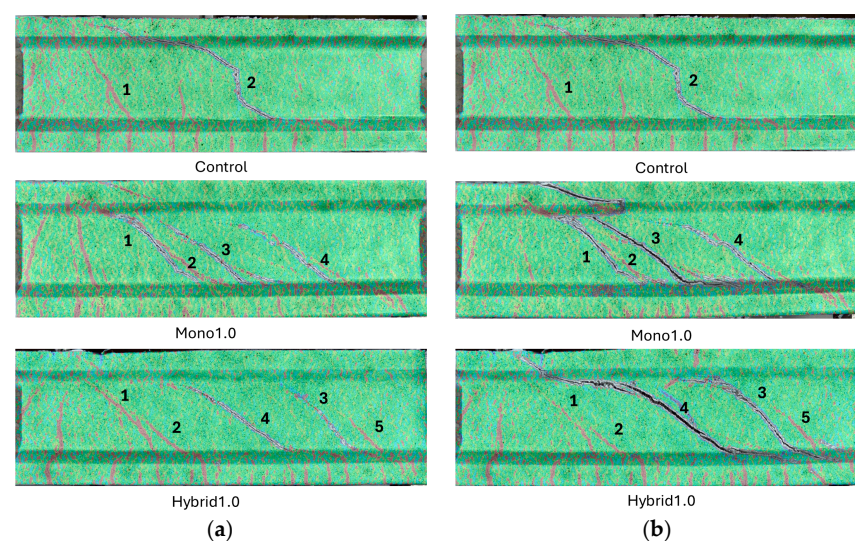 1 2 1 2
Control Control
1 2 3 4 1 2 3 4
Mono1.0 Mono1.0
1 2 4 3 5 1 2 4 3 5
Hybrid1.0 Hybrid1.0
(a) (b)